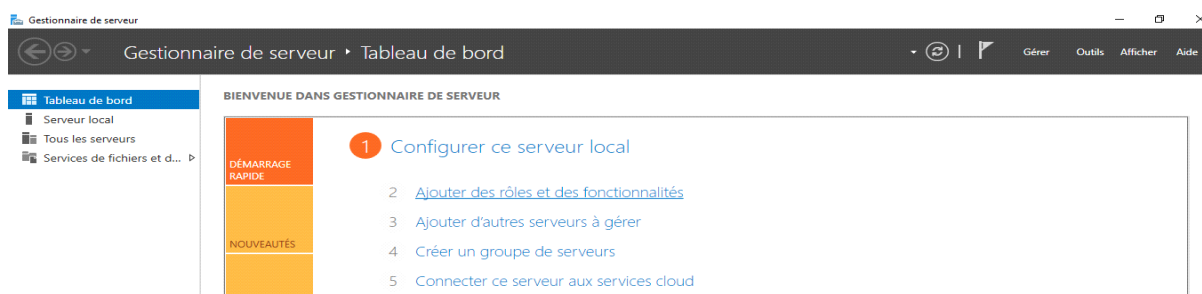 Gestionnaire de serveur
Gestionnaire de serveur ‣ Tableau de bord
Gérer Outils Afficher Aide
Tableau de bord
Serveur local
Tous les serveurs
Services de fichiers et d...
BIENVENUE DANS GESTIONNAIRE DE SERVEUR
DÉMARRAGE
RAPIDE
NOUVEAUTÉS
1 Configurer ce serveur local
2 Ajouter des rôles et des fonctionnalités
3 Ajouter d’autres serveurs à gérer
4 Créer un groupe de serveurs
5 Connecter ce serveur aux services cloud